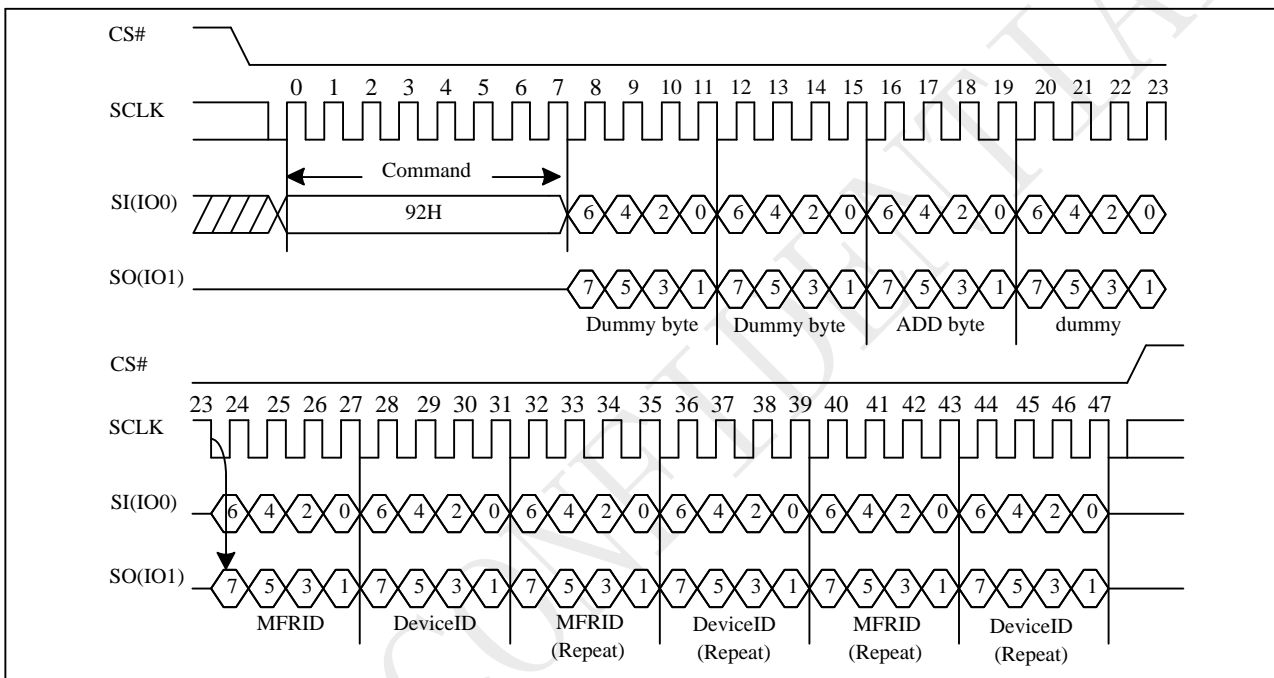 CS#
0 1 2 3 4 5 6 7 8 9 10 11 12 13 14 15 16 17 18 19 20 21 22 23
SCLK
Command
SI(IO0) 92H 6 4 2 0 6 4 2 0 6 4 2 0 6 4 2 0
SO(IO1) 7 5 3 1 7 5 3 1 7 5 3 1 7 5 3 1
Dummy byte Dummy byte ADD byte dummy
CS#
23 24 25 26 27 28 29 30 31 32 33 34 35 36 37 38 39 40 41 42 43 44 45 46 47
SCLK
SI(IO0) 6 4 2 0 6 4 2 0 6 4 2 0 6 4 2 0 6 4 2 0 6 4 2 0
SO(IO1) 7 5 3 1 7 5 3 1 7 5 3 1 7 5 3 1 7 5 3 1 7 5 3 1
MFRID DeviceID MFRID DeviceID MFRID DeviceID
(Repeat) (Repeat) (Repeat) (Repeat)
CONFIDENTIA